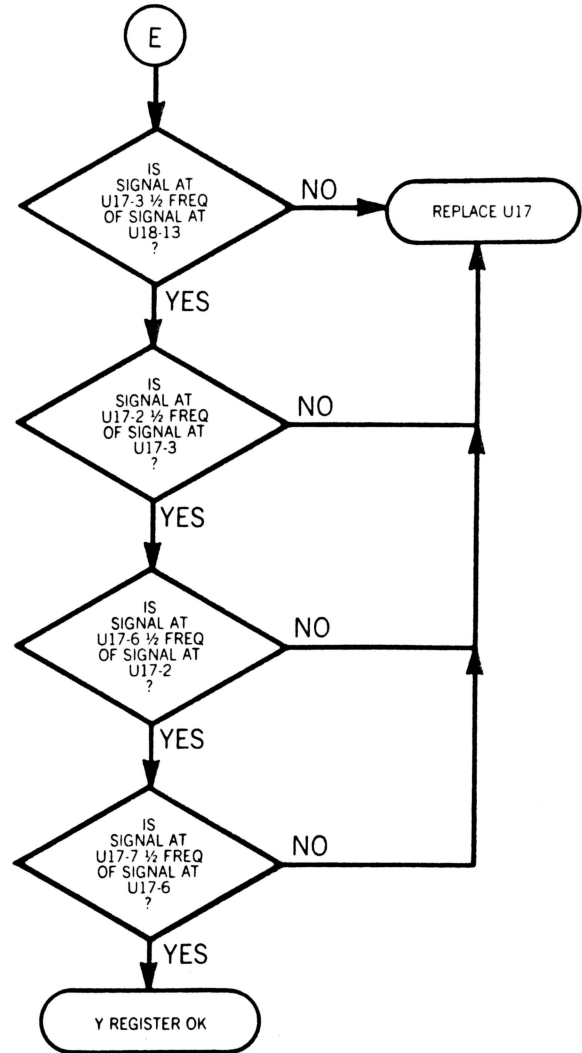 E
IS
SIGNAL AT
U17-3 ½ FREQ
OF SIGNAL AT
U18-13
?
NO
REPLACE U17
YES
IS
SIGNAL AT
U17-2 ½ FREQ
OF SIGNAL AT
U17-3
?
NO
YES
IS
SIGNAL AT
U17-6 ½ FREQ
OF SIGNAL AT
U17-2
?
NO
YES
IS
SIGNAL AT
U17-7 ½ FREQ
OF SIGNAL AT
U17-6
?
NO
YES
Y REGISTER OK